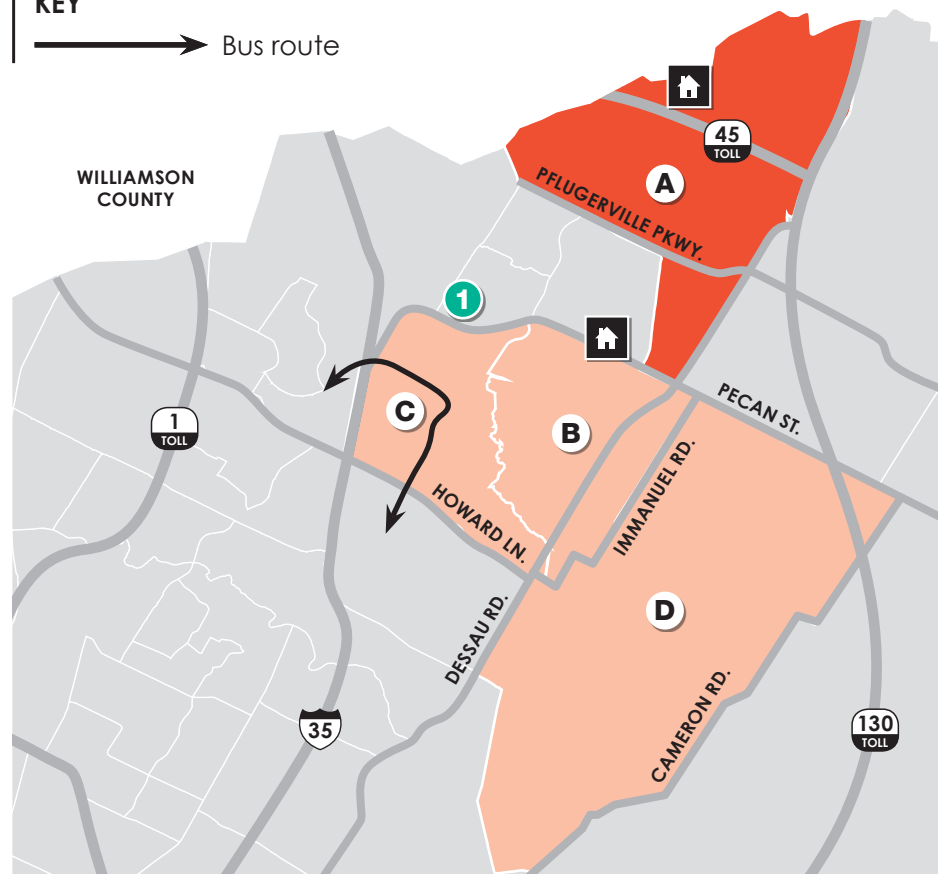 KEY
Bus route
WILLIAMSON
COUNTY
45
TOLL
A
PFLUGERVILLE PKWY.
1
C
B
PECAN ST.
1
TOLL
HOWARD LN.
IMMANUEL RD.
D
DESSAU RD.
CAMERON RD.
35
130
TOLL